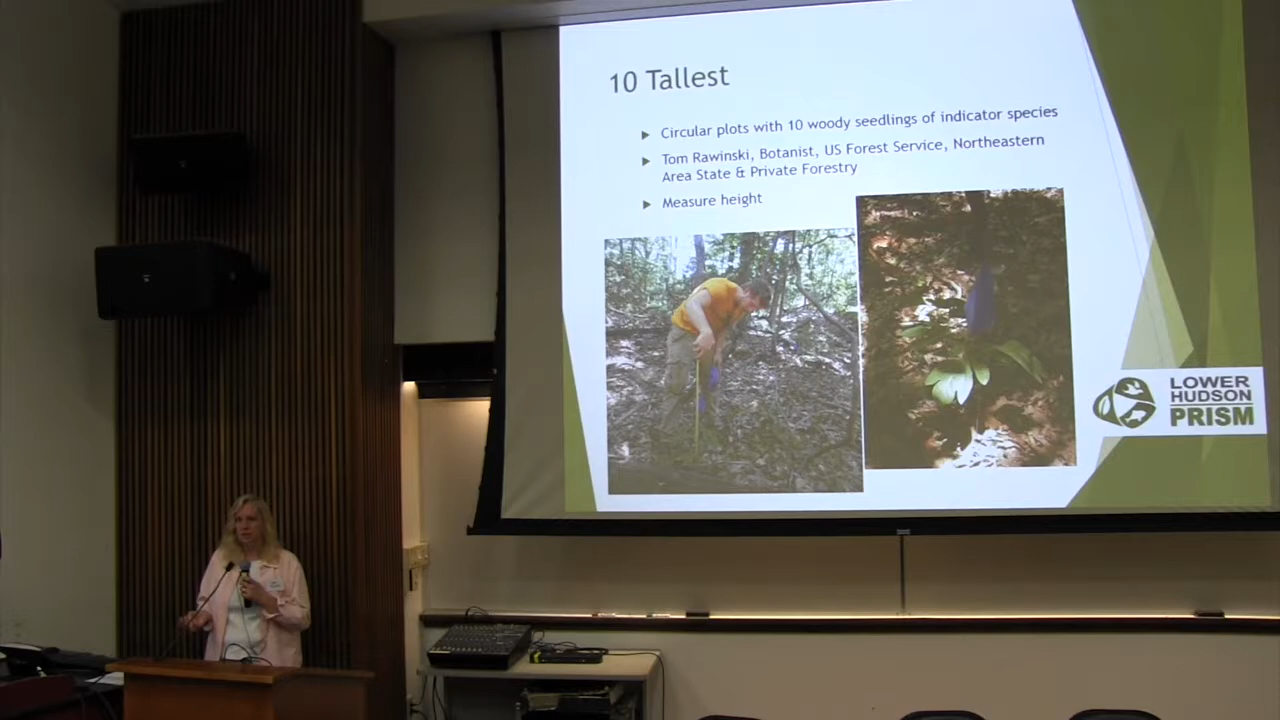 10 Tallest
Circular plots with 10 woody seedlings of indicator species
Tom Rawinski, Botanist, US Forest Service, Northeastern
Area State & Private Forestry
Measure height
LOWER
HUDSON
PRISM